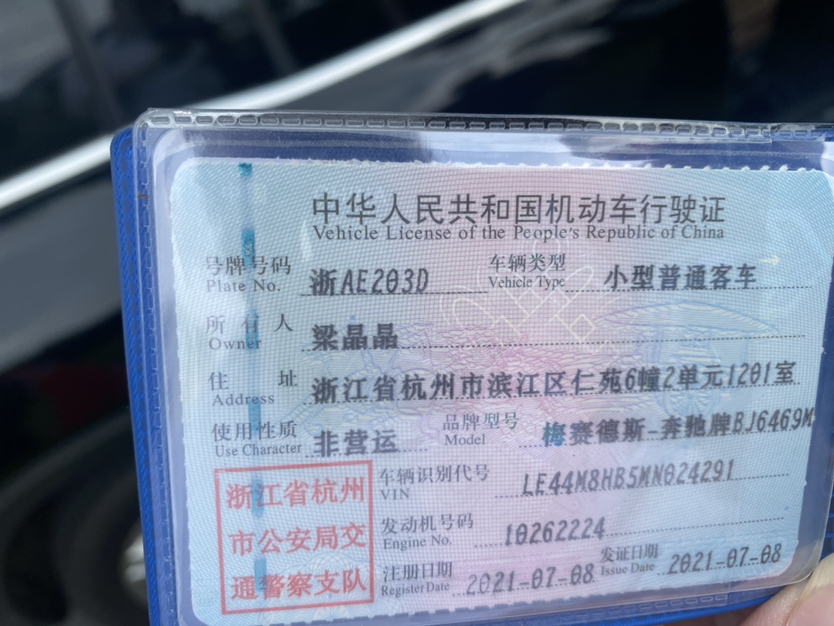 中华人民共和国机动车行驶证
Vehicle License of the People's Republic of China
号牌号码 浙AE203D 车辆类型 小型普通客车
Plate No. Vehicle Type
所有人 梁晶晶
Owner
住址 浙江省杭州市滨江区仁苑6幢2单元1201室
Address
使用性质 非营运 品牌型号 梅赛德斯-奔驰牌BJ6469M
Use Character Model
浙江省杭州
市公安局交
通警察支队
车辆识别代号 LE44M8HB5MN024291
VIN
发动机号码 10262224
Engine No.
注册日期 2021-07-08 发证日期 2021-07-08
Register Date Issue Date